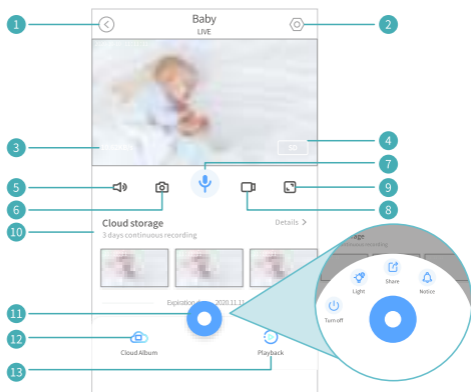 Baby
LIVE
1
2
3
4
SD
5
6
7
8
9
10
Cloud storage
Details >
3 days continuous recording
11
12
Cloud Album
Playback
13
Light
Share
Notice
Turn off